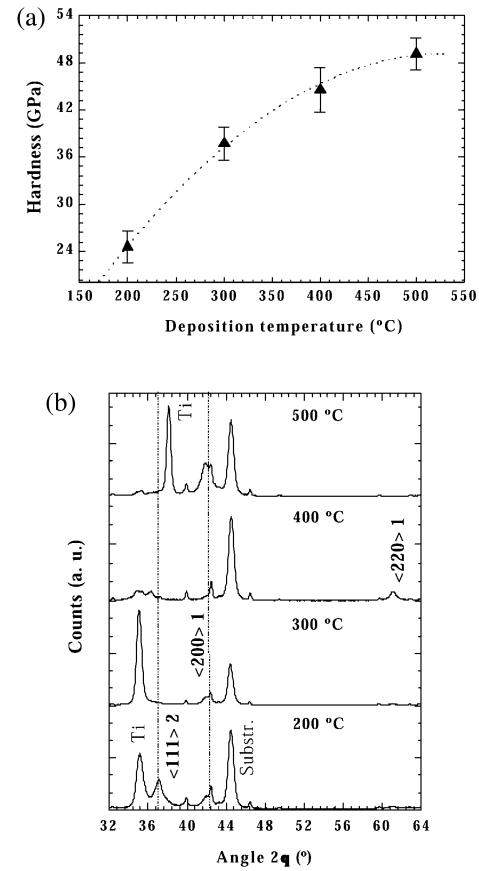 (a)
54
48
42
36
30
24
Hardness (GPa)
150 200 250 300 350 400 450 500 550
Deposition temperature (ºC)
(b)
Ti
500 ºC
400 ºC
<220> 1
300 ºC
<200> 1
200 ºC
Ti
<111> 2
Substr.
Counts (a. u.)
32 36 40 44 48 52 56 60 64
Angle 2q (º)